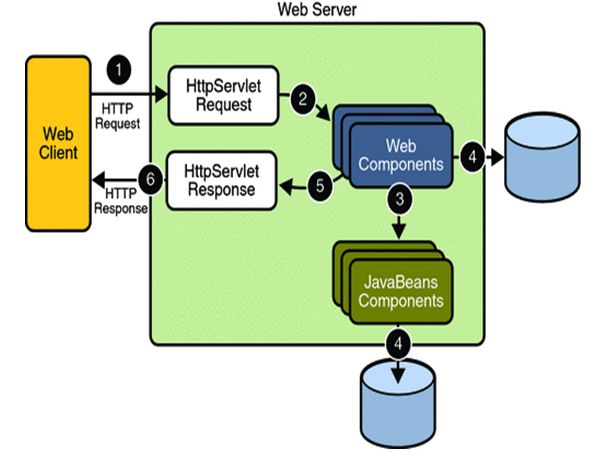 Web Server
1
HttpServlet
Request
2
HTTP
Request
Web
Client
Web
Components
4
HttpServlet
Response
6
5
HTTP
Response
3
JavaBeans
Components
4